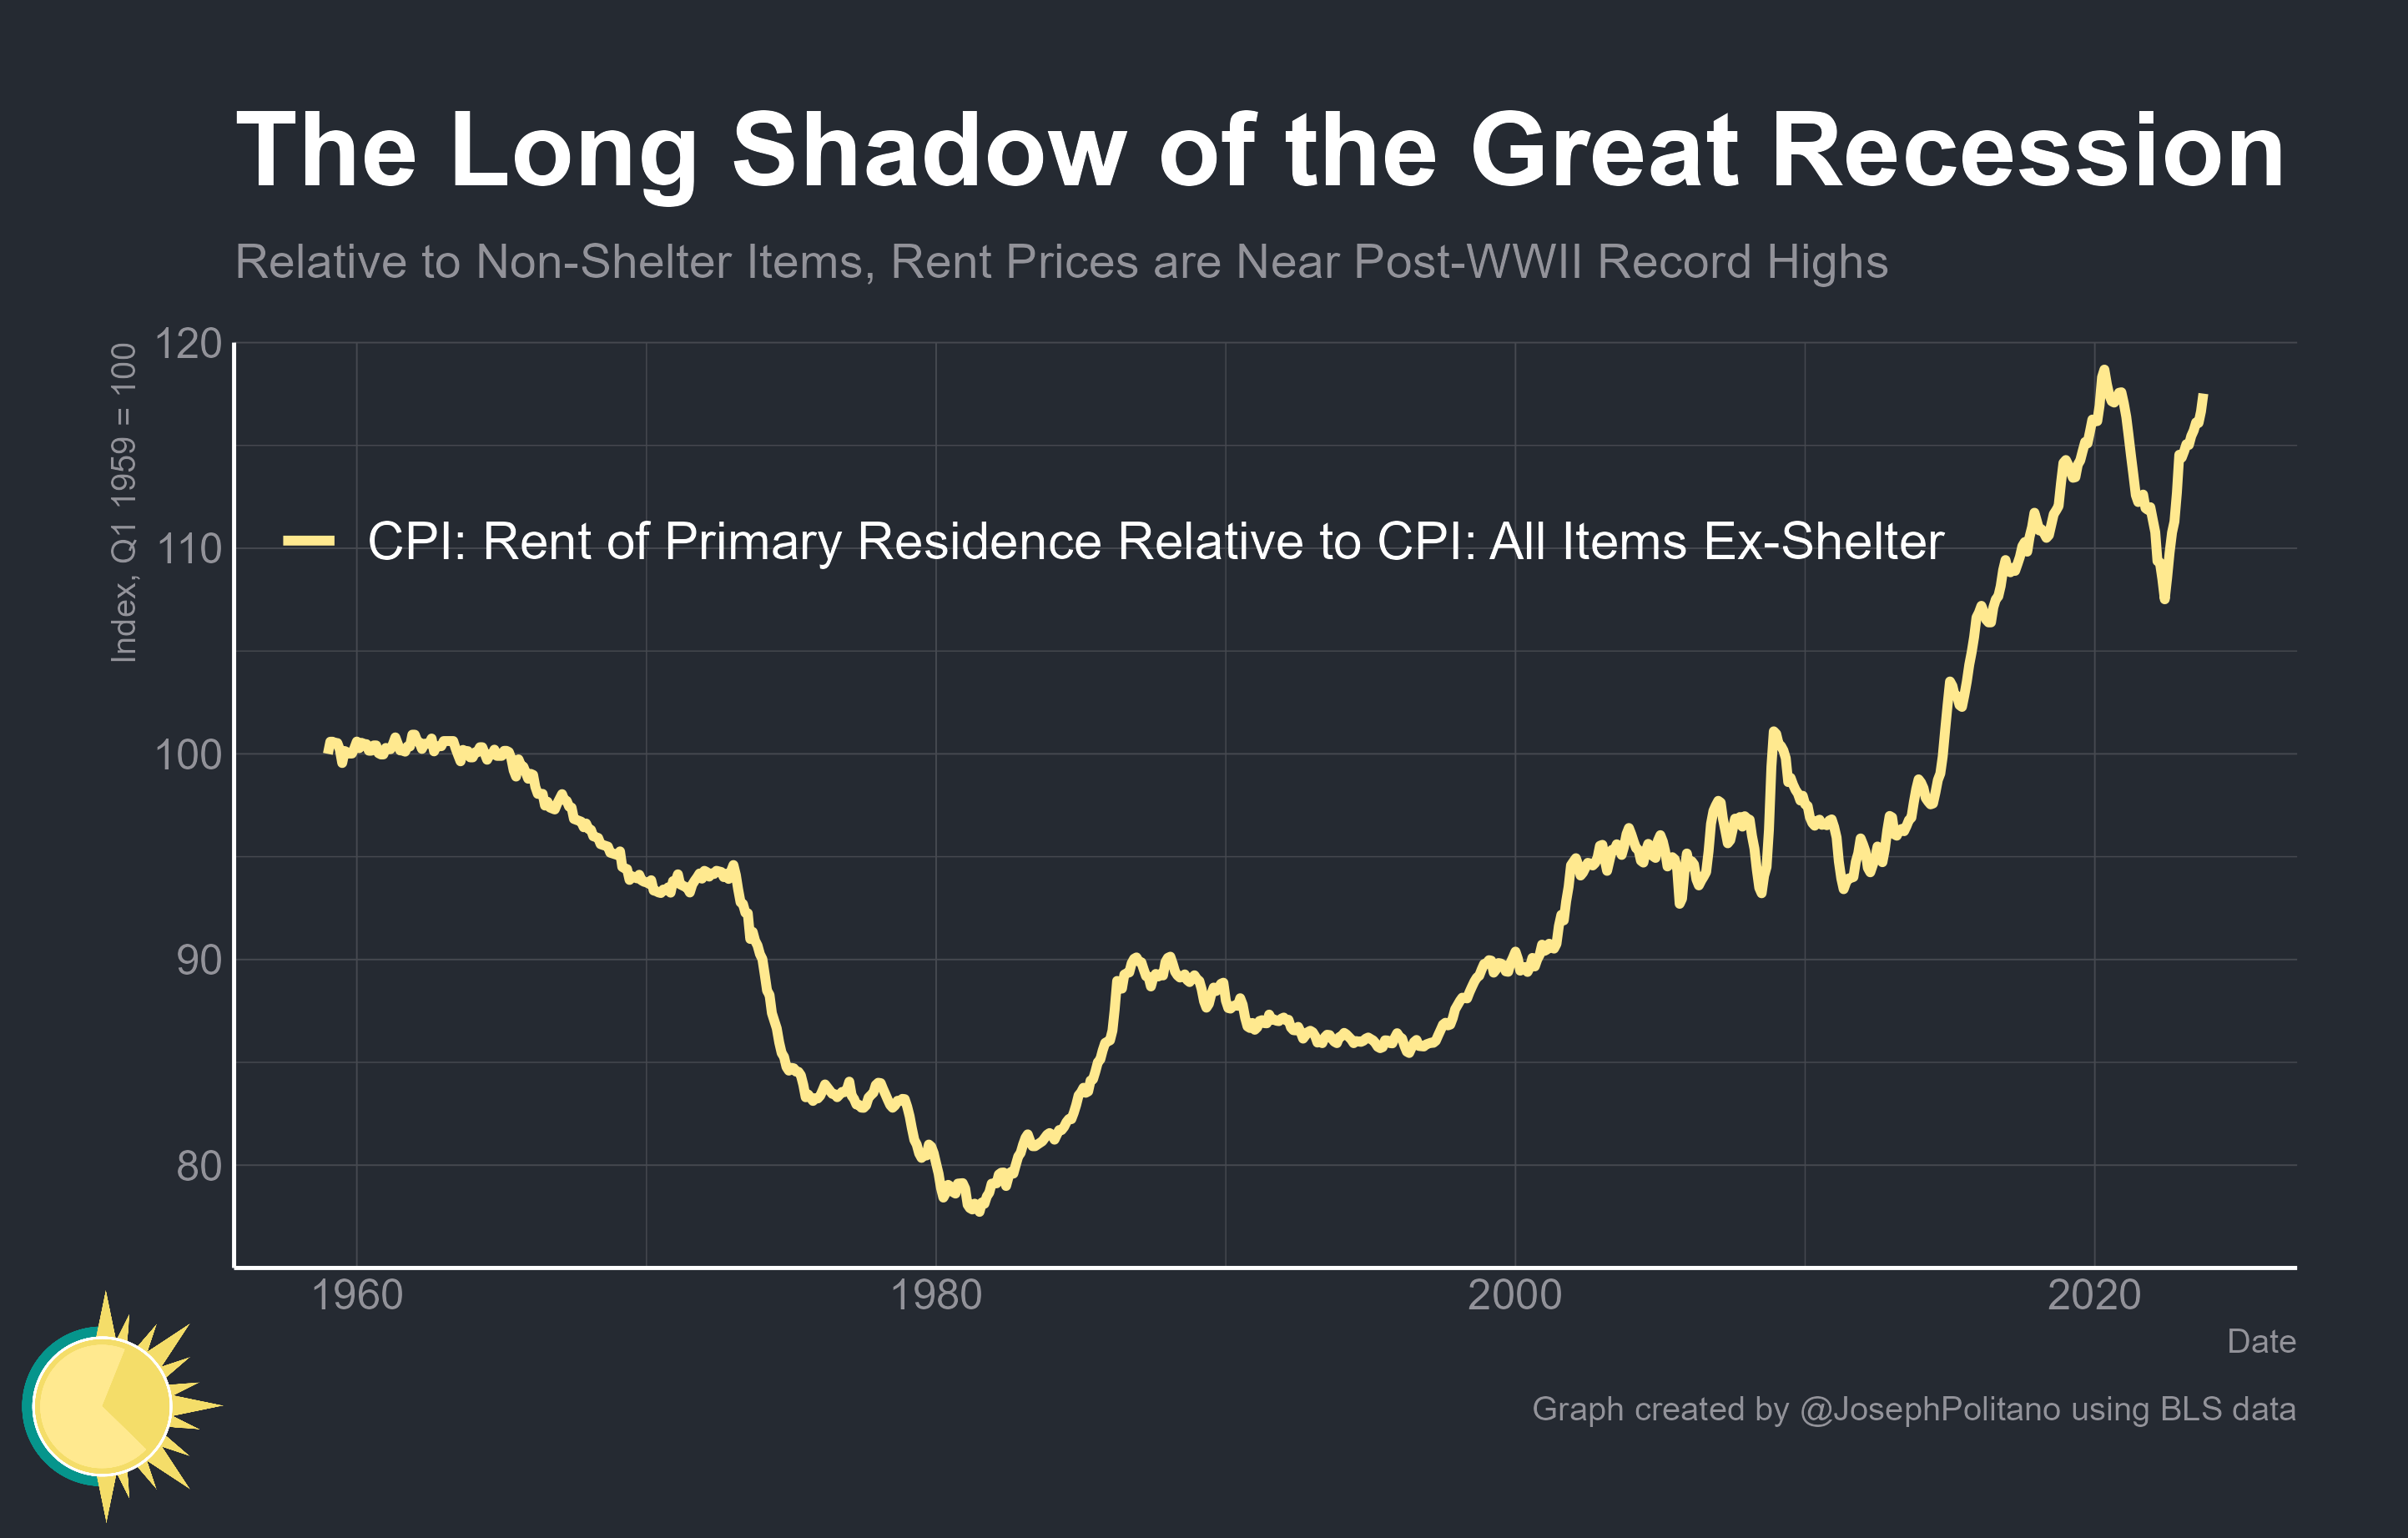 The Long Shadow of the Great Recession
Relative to Non-Shelter Items, Rent Prices are Near Post-WWII Record Highs
Index, Q1 1959 = 100
120
110
100
90
80
CPI: Rent of Primary Residence Relative to CPI: All Items Ex-Shelter
1960
1980
2000
2020
Date
Graph created by @JosephPolitano using BLS data